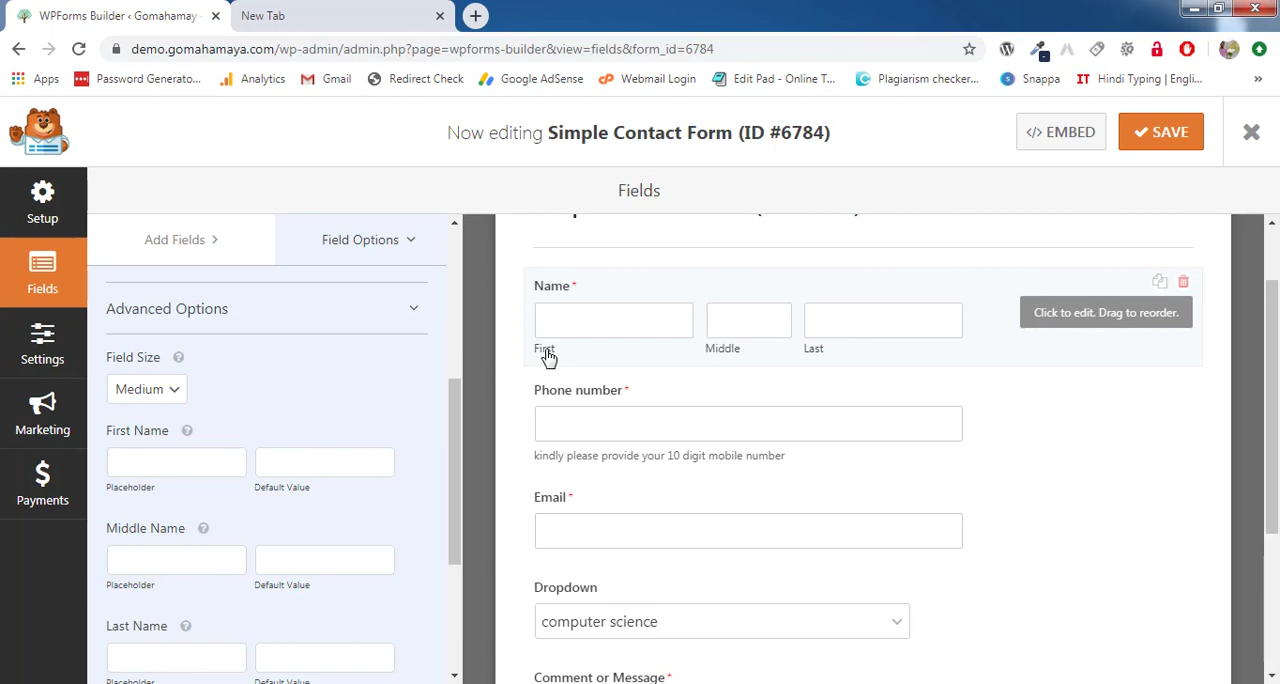 WPForms Builder ‹ Gomahamay
New Tab
demo.gomahamaya.com/wp-admin/admin.php?page=wpforms-builder&view=fields&form_id=6784
Apps Password Generato... Analytics Gmail Redirect Check Google AdSense Webmail Login Edit Pad - Online T... Plagiarism checker... Snappa IT Hindi Typing | Engli... »
Now editing Simple Contact Form (ID #6784)
</> EMBED
SAVE
Setup
Fields
Settings
Marketing
Payments
Fields
Add Fields
Field Options
Advanced Options
Field Size
Medium
First Name
Placeholder Default Value
Middle Name
Placeholder Default Value
Last Name
Placeholder Default Value
Name *
Click to edit. Drag to reorder.
First Middle Last
Phone number *
kindly please provide your 10 digit mobile number
Email *
Dropdown
computer science
Comment or Message *